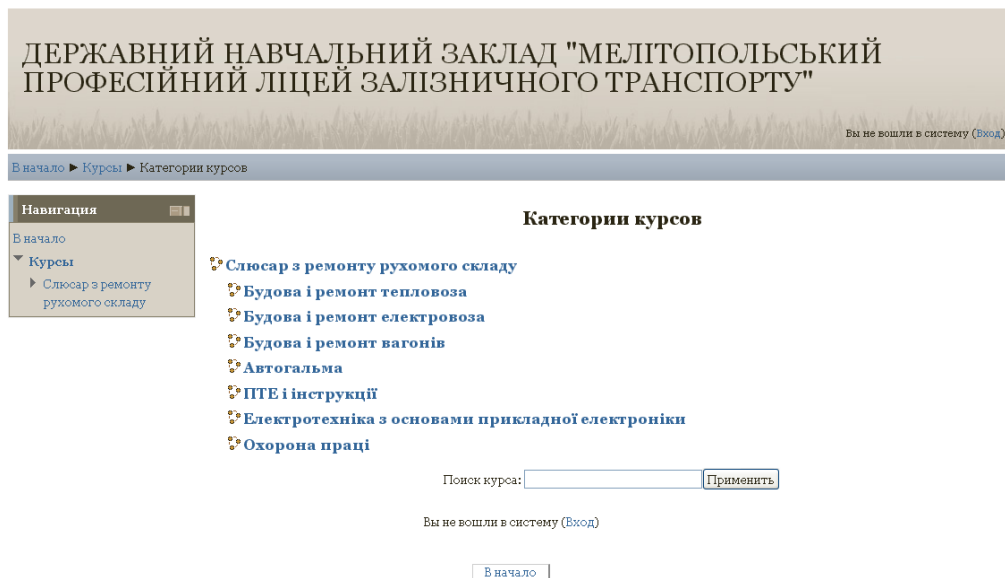 ДЕРЖАВНИЙ НАВЧАЛЬНИЙ ЗАКЛАД "МЕЛІТОПОЛЬСЬКИЙ
ПРОФЕСІЙНИЙ ЛІЦЕЙ ЗАЛІЗНИЧНОГО ТРАНСПОРТУ"
Вы не вошли в систему (Вход)
В начало ► Курсы ► Категории курсов
Навигация
В начало
Курсы
Слюсар з ремонту
рухомого складу
Категории курсов
Слюсар з ремонту рухомого складу
Будова і ремонт тепловоза
Будова і ремонт електровоза
Будова і ремонт вагонів
Автогальма
ПТЕ і інструкції
Електротехніка з основами прикладної електроніки
Охорона праці
Поиск курса: Применить
Вы не вошли в систему (Вход)
В начало